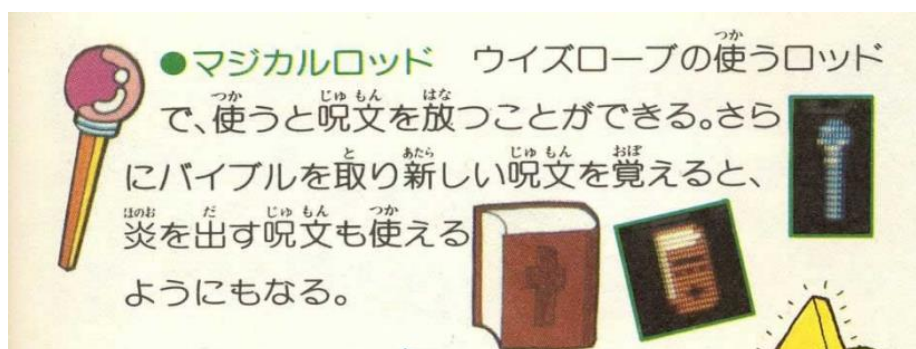 ●マジカルロッド　ウイズローブの使うロッド
で、使うと呪文を放つことができる。さら
にバイブルを取り新しい呪文を覚えると、
炎を出す呪文も使える
ようにもなる。